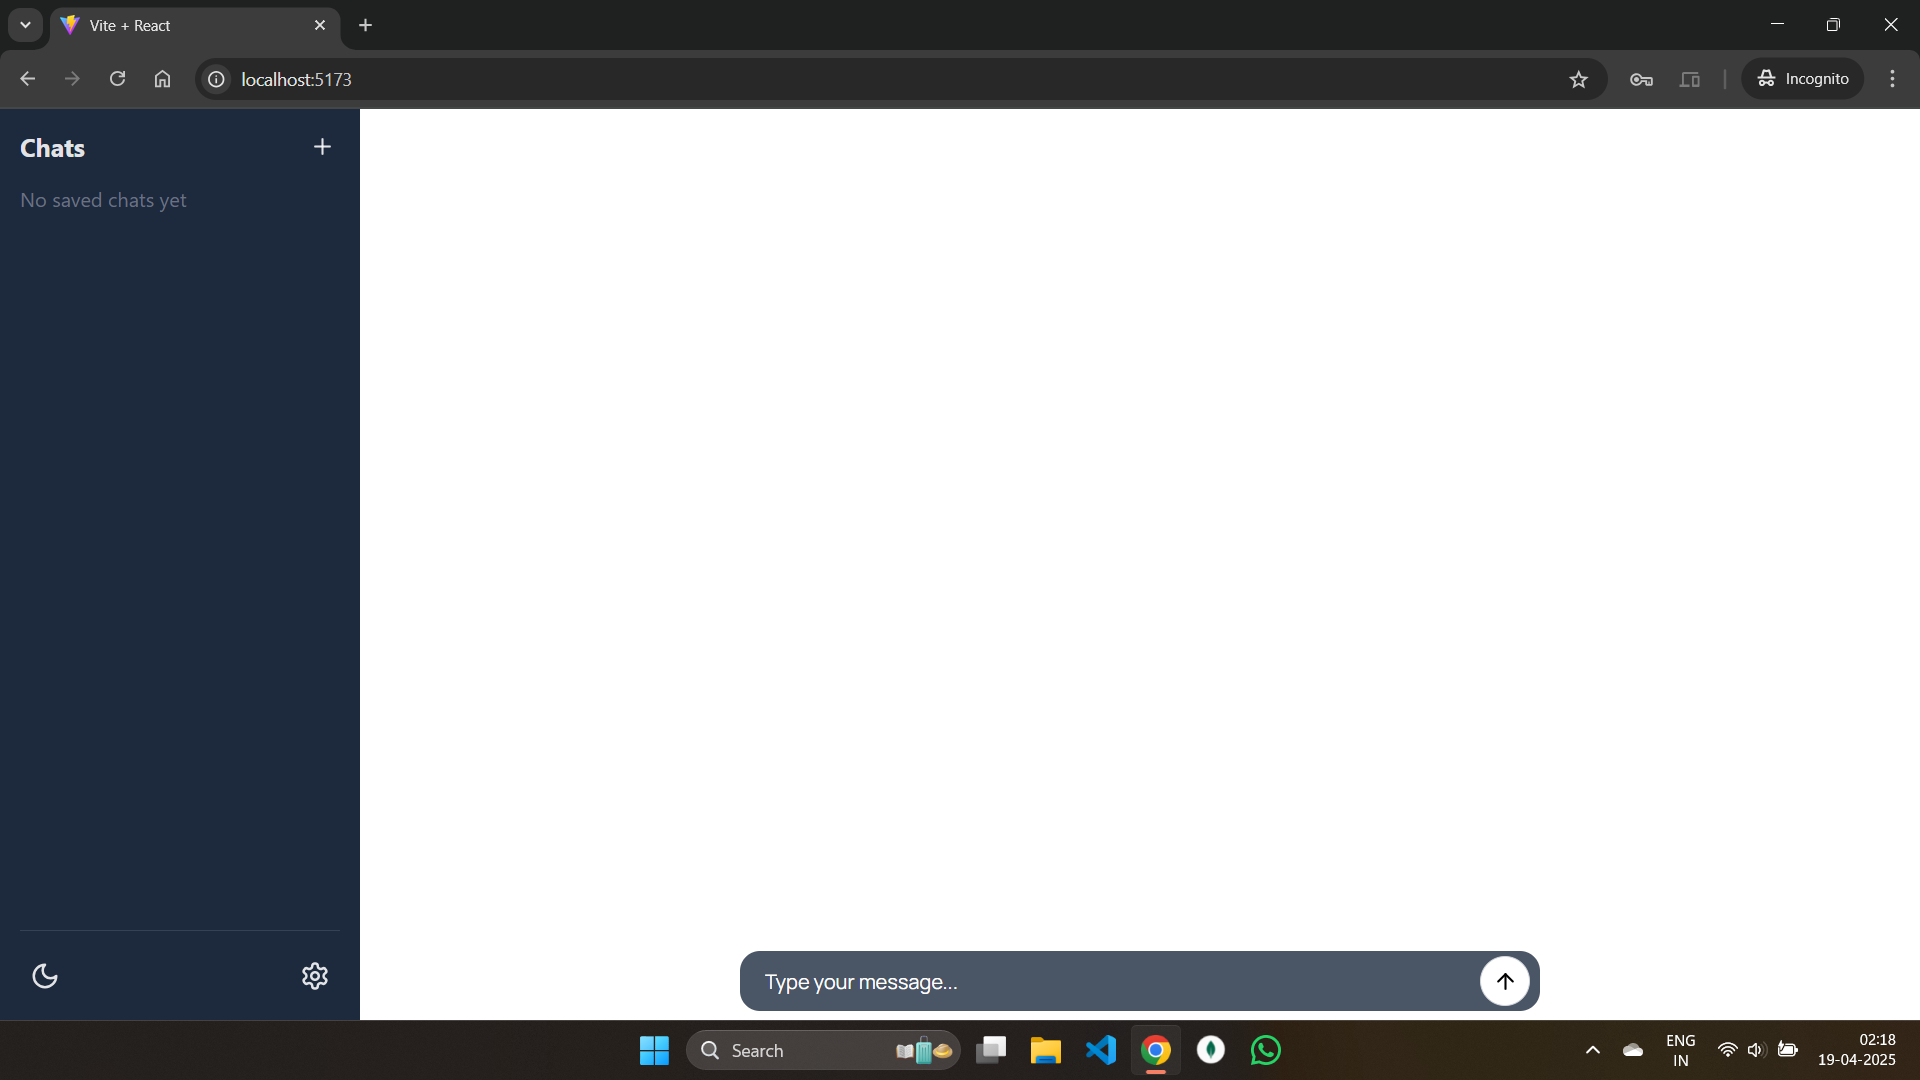 Vite + React
localhost:5173
Incognito
Chats
No saved chats yet
Type your message...
Search
ENG
IN
02:18
19-04-2025